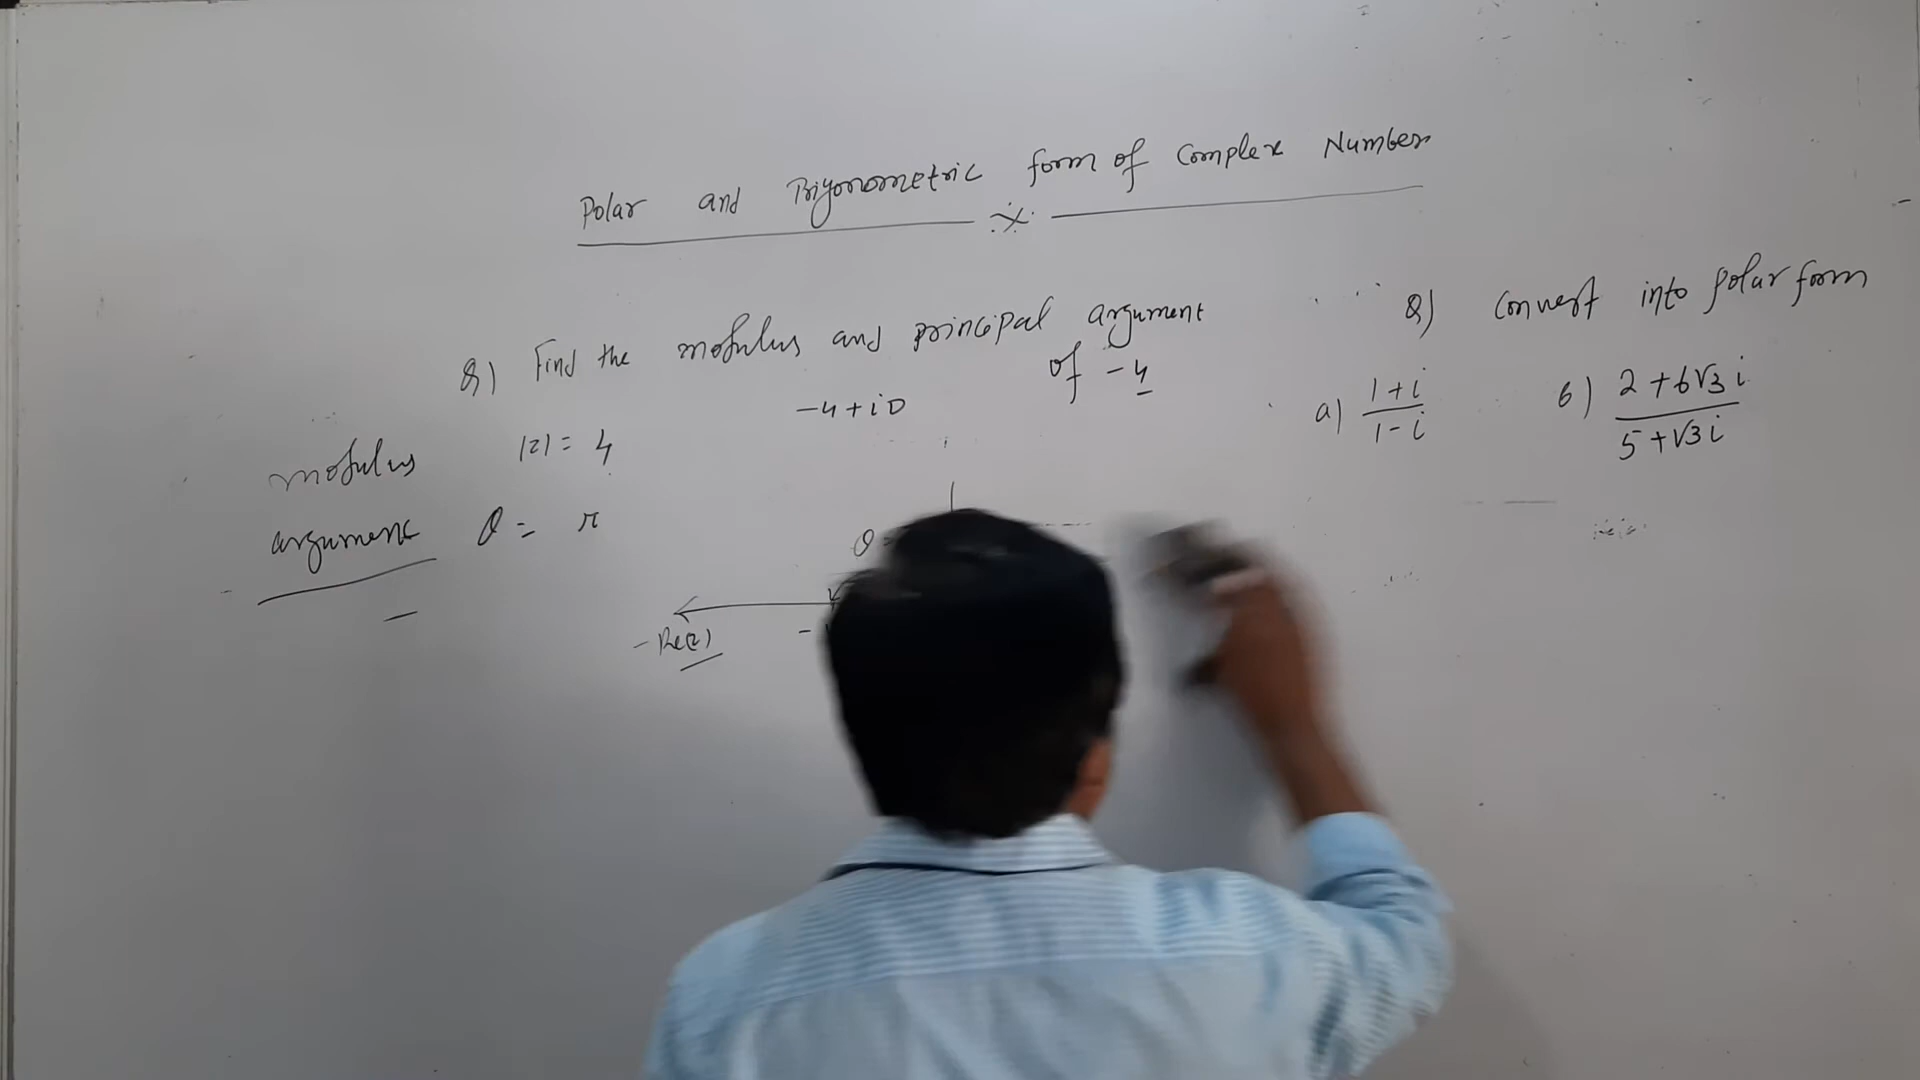 Polar and Trigonometric form of Complex Number
Q) Find the modulus and principal argument
of -4
-4+i0
modulus |z| = 4
argument θ = π
θ =
-Re(z)
Q) Convert into polar form
a) 1+i / 1-i
b) 2+6√3i / 5+√3i